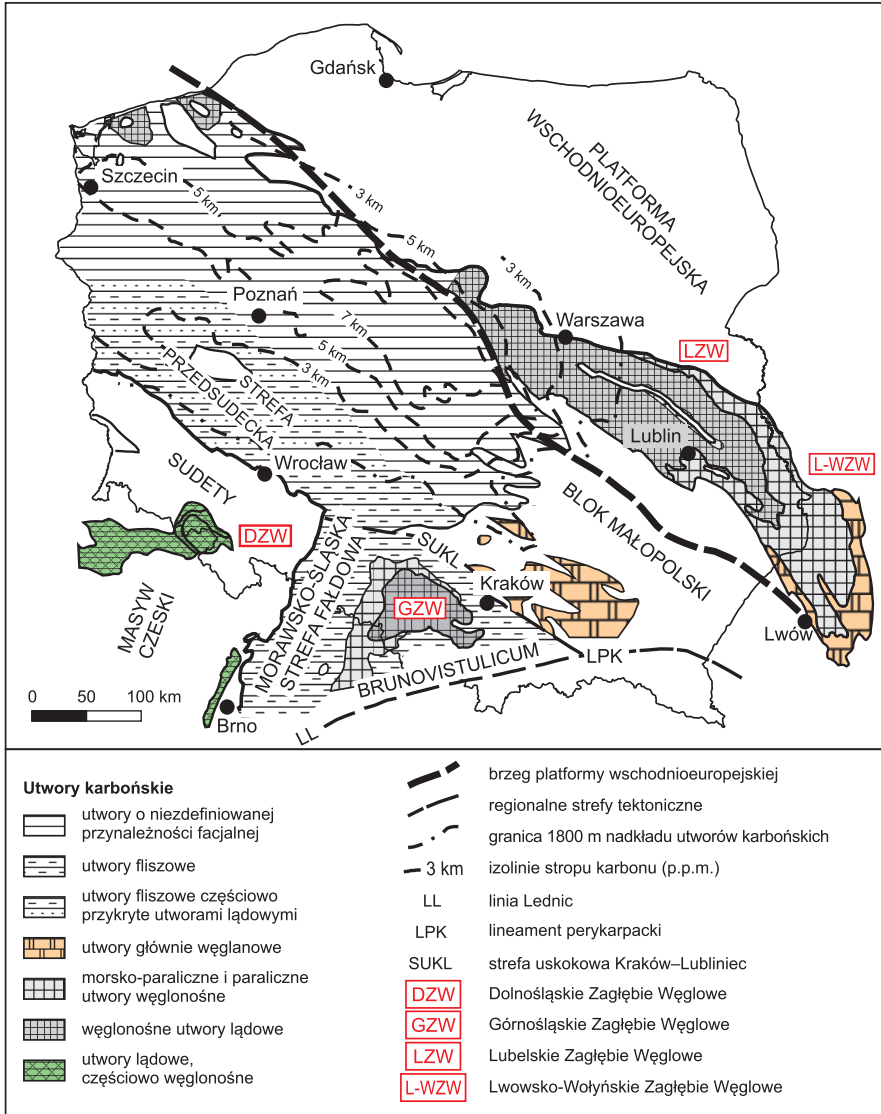 Gdańsk
PLATFORMA
WSCHODNIOEUROPEJSKA
Szczecin
5 km
3 km
5 km
3 km
Poznań
7 km
5 km
3 km
Warszawa
LZW
STREFA
PRZEDSUDECKA
Lublin
L-WZW
Wrocław
SUDETY
DZW
BLOK MAŁOPOLSKI
SUKL
MORAWSKO-ŚLĄSKA
STREFA FAŁDOWA
MASYW
CZESKI
GZW
Kraków
Lwów
BRUNOVISTULICUM
LPK
0 50 100 km
Brno
LL
Utwory karbońskie
utwory o niezdefiniowanej
przynależności facjalnej
utwory fliszowe
utwory fliszowe częściowo
przykryte utworami lądowymi
utwory głównie węglanowe
morsko-paraliczne i paraliczne
utwory węglonośne
węglonośne utwory lądowe
utwory lądowe,
częściowo węglonośne
brzeg platformy wschodnioeuropejskiej
regionalne strefy tektoniczne
granica 1800 m nadkładu utworów karbońskich
3 km izolinie stropu karbonu (p.p.m.)
LL linia Lednic
LPK lineament perykarpacki
SUKL strefa uskokowa Kraków–Lubliniec
DZW Dolnośląskie Zagłębie Węglowe
GZW Górnośląskie Zagłębie Węglowe
LZW Lubelskie Zagłębie Węglowe
L-WZW Lwowsko-Wołyńskie Zagłębie Węglowe